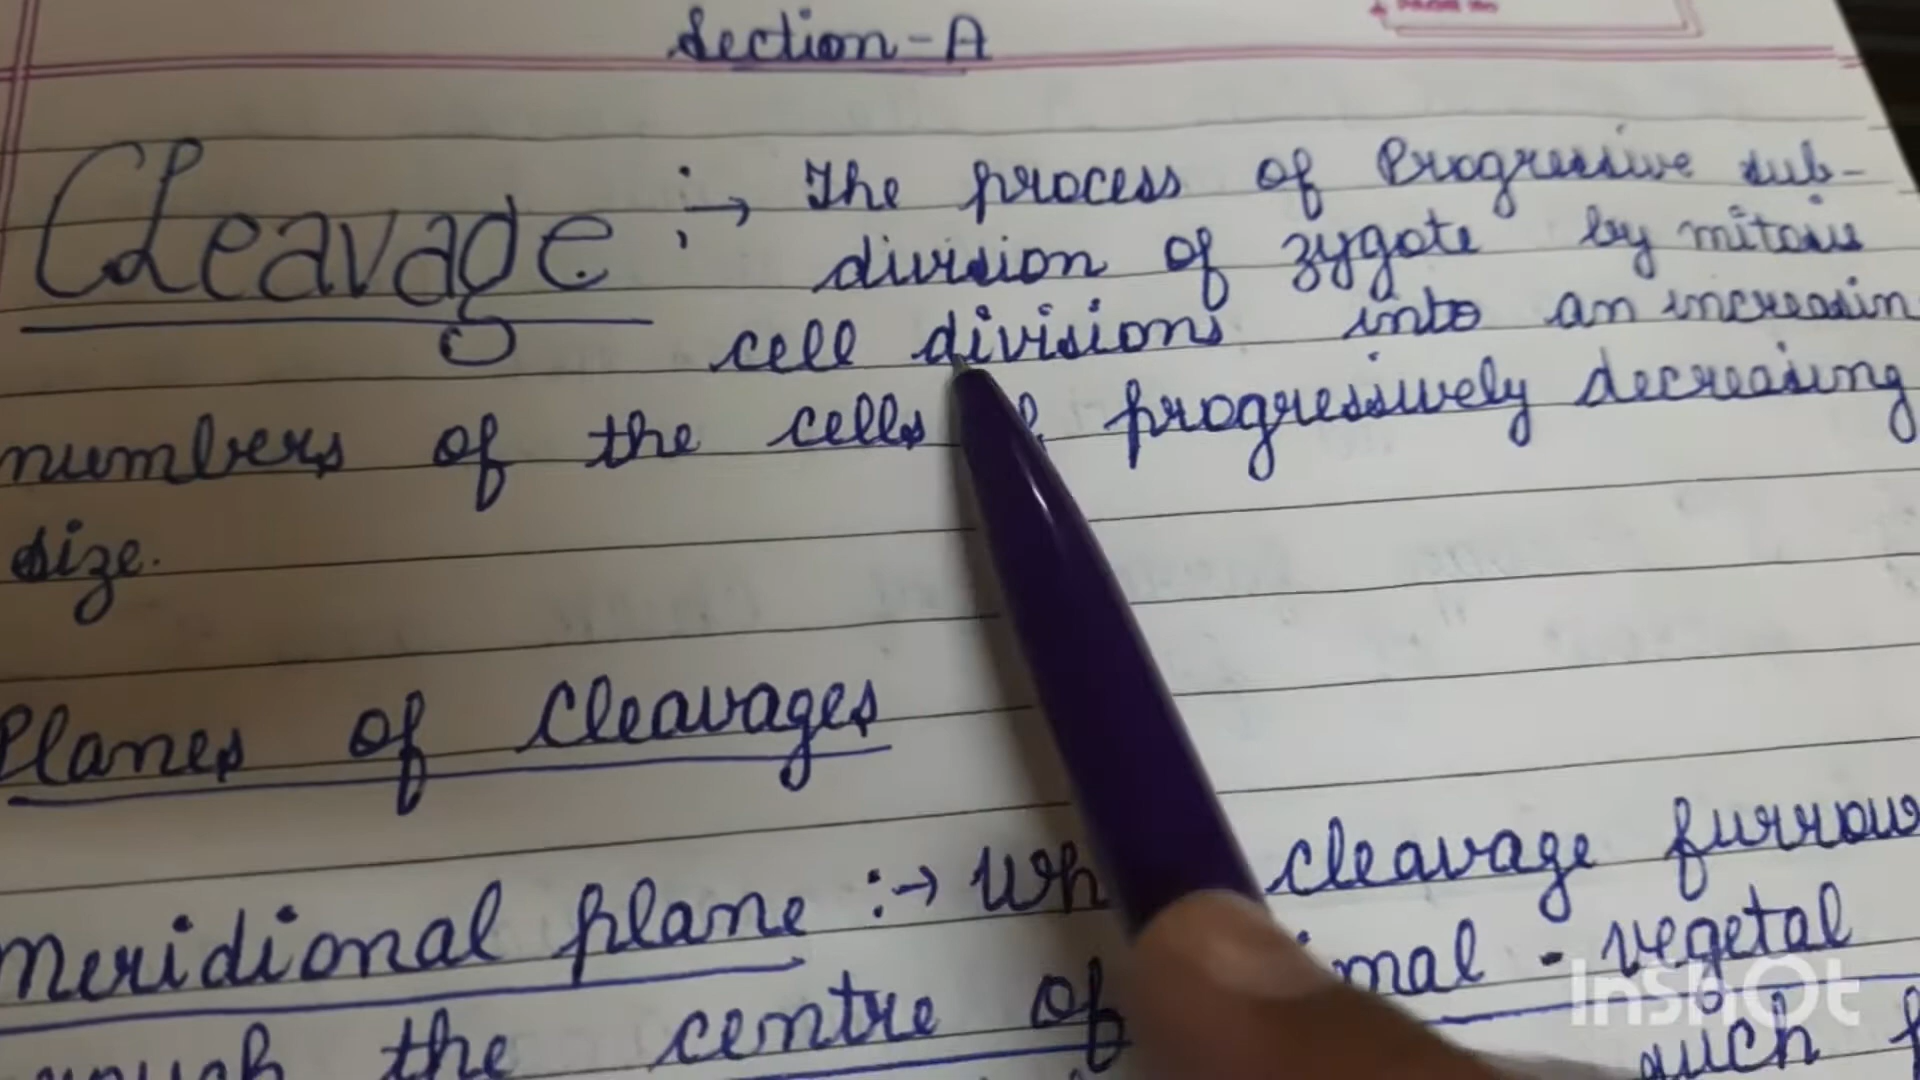 Section-A
Cleavage :→ The process of Progressive sub-
division of zygote by mitosis
cell divisions into an increasin
numbers of the cells progressively decreasing
size.
Planes of Cleavages
Meridional plane :→ Wh cleavage furrow
the centre of mal - vegetal
such
InshOt